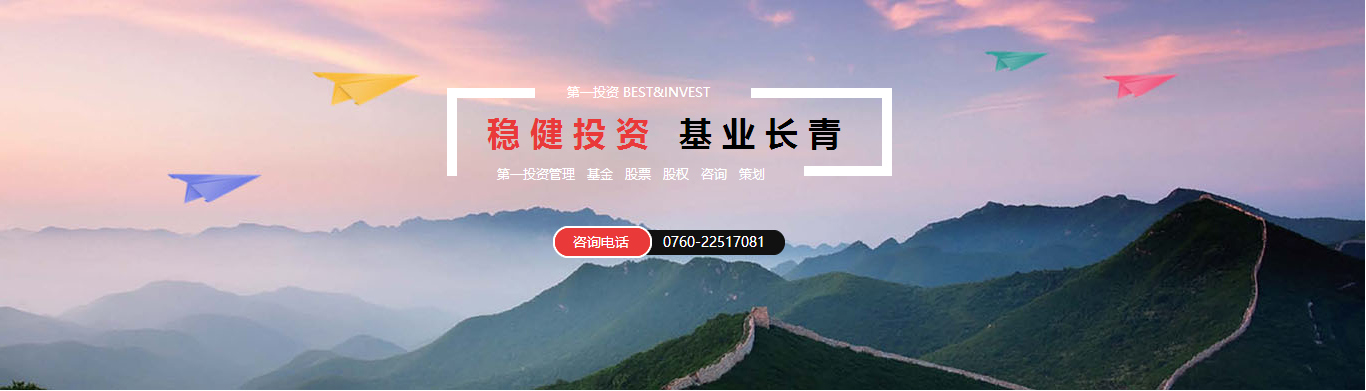 第一投资 BEST&INVEST
稳健投资 基业长青
第一投资管理 基金 股票 股权 咨询 策划
咨询电话 0760-22517081